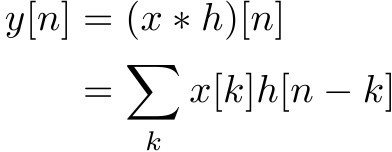 y[n] = (x * h)[n]
= ∑_k x[k]h[n − k]